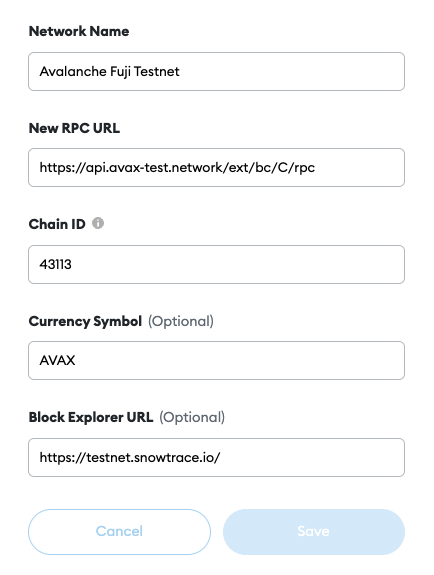 Network Name
Avalanche Fuji Testnet
New RPC URL
https://api.avax-test.network/ext/bc/C/rpc
Chain ID
43113
Currency Symbol (Optional)
AVAX
Block Explorer URL (Optional)
https://testnet.snowtrace.io/
Cancel Save